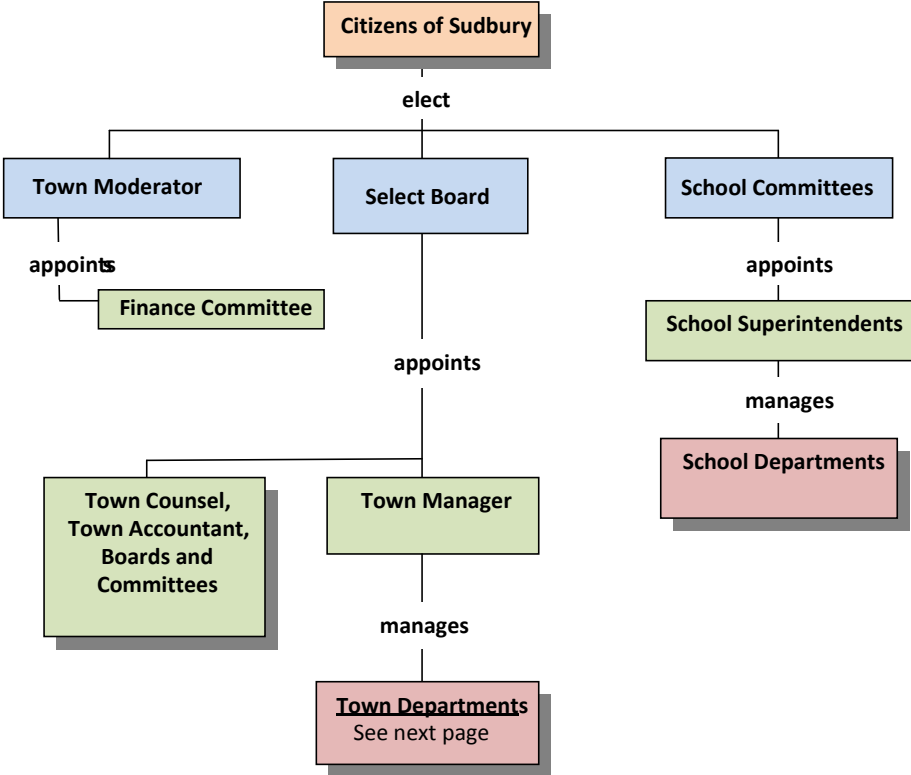 Citizens of Sudbury
elect
Town Moderator
Select Board
School Committees
appoints
appoints
Finance Committee
School Superintendents
appoints
manages
School Departments
Town Counsel,
Town Accountant,
Boards and
Committees
Town Manager
manages
Town Departments
See next page